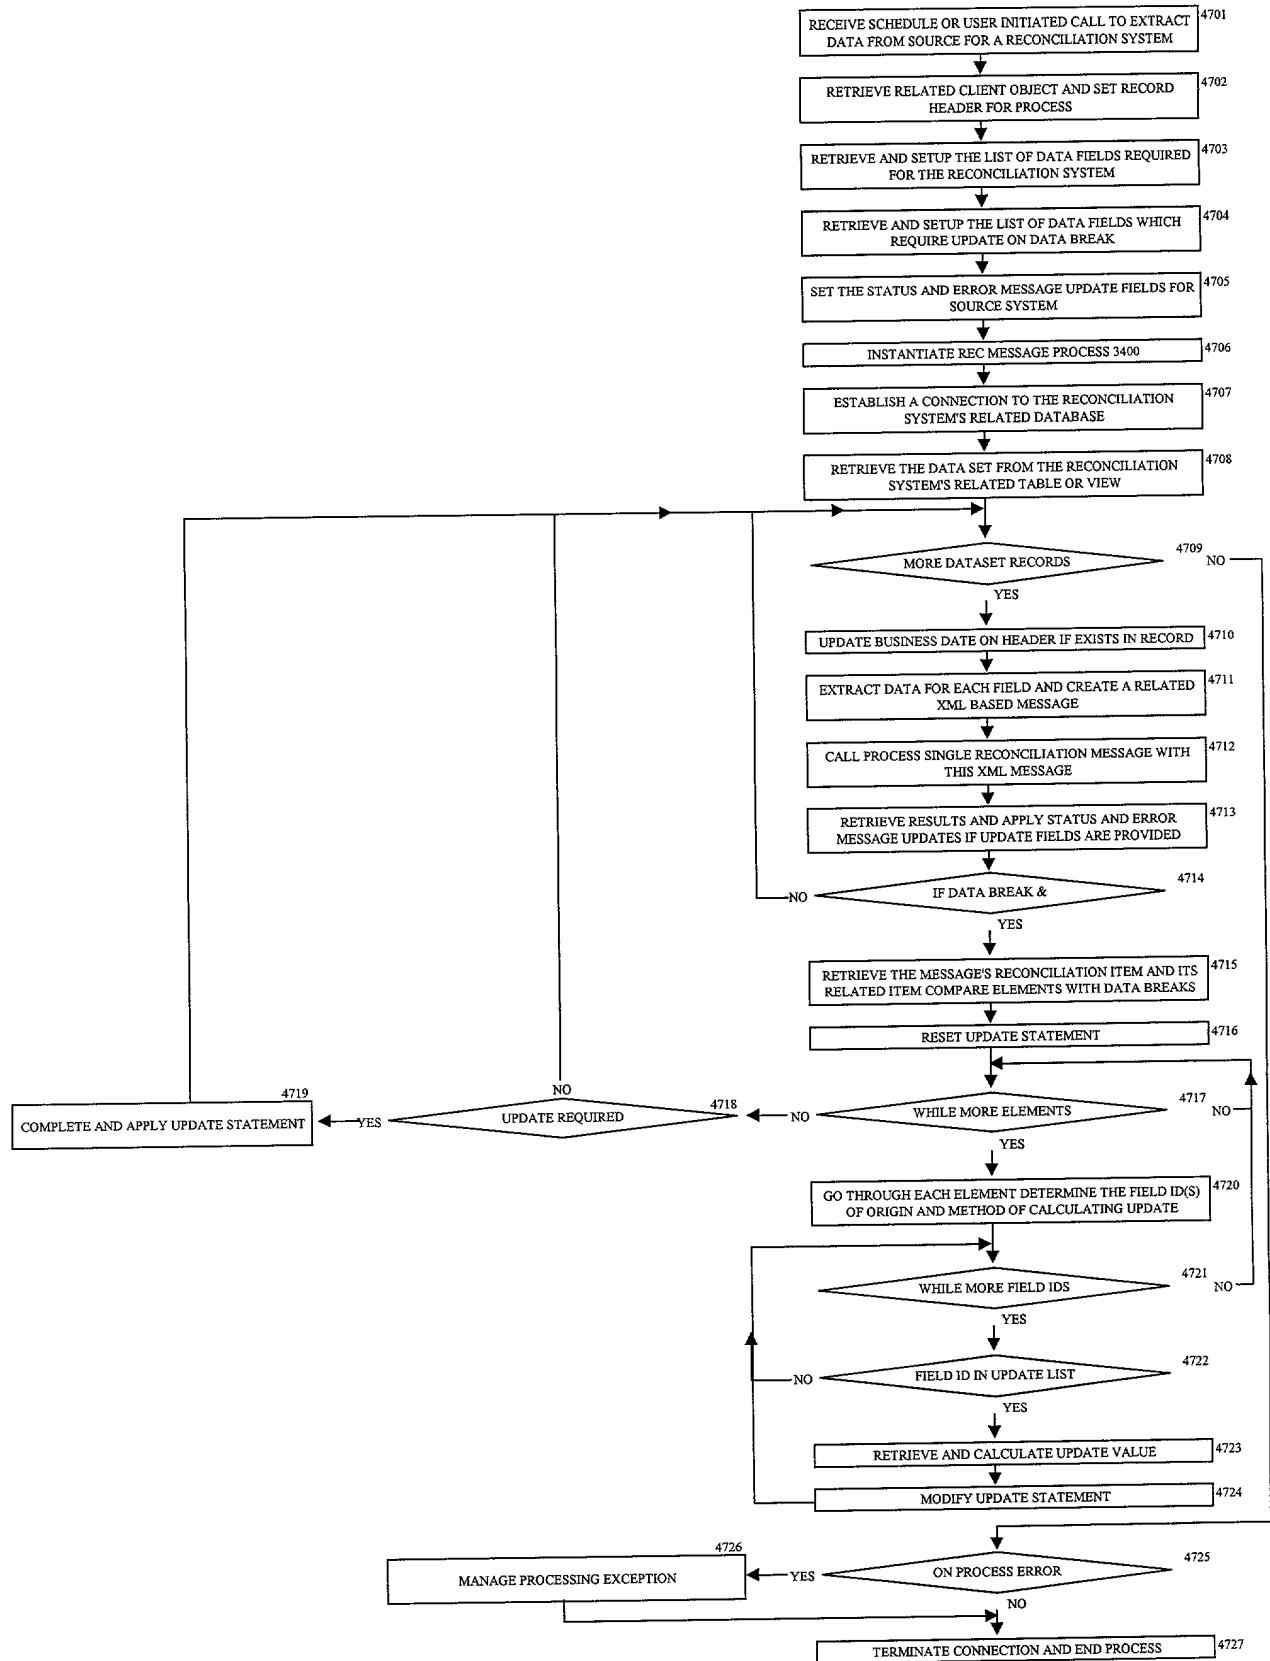 RECEIVE SCHEDULE OR USER INITIATED CALL TO EXTRACT
DATA FROM SOURCE FOR A RECONCILIATION SYSTEM
4701
RETRIEVE RELATED CLIENT OBJECT AND SET RECORD
HEADER FOR PROCESS
4702
RETRIEVE AND SETUP THE LIST OF DATA FIELDS REQUIRED
FOR THE RECONCILIATION SYSTEM
4703
RETRIEVE AND SETUP THE LIST OF DATA FIELDS WHICH
REQUIRE UPDATE ON DATA BREAK
4704
SET THE STATUS AND ERROR MESSAGE UPDATE FIELDS FOR
SOURCE SYSTEM
4705
INSTANTIATE REC MESSAGE PROCESS 3400
4706
ESTABLISH A CONNECTION TO THE RECONCILIATION
SYSTEM'S RELATED DATABASE
4707
RETRIEVE THE DATA SET FROM THE RECONCILIATION
SYSTEM'S RELATED TABLE OR VIEW
4708
MORE DATASET RECORDS
4709
NO
YES
UPDATE BUSINESS DATE ON HEADER IF EXISTS IN RECORD
4710
EXTRACT DATA FOR EACH FIELD AND CREATE A RELATED
XML BASED MESSAGE
4711
CALL PROCESS SINGLE RECONCILIATION MESSAGE WITH
THIS XML MESSAGE
4712
RETRIEVE RESULTS AND APPLY STATUS AND ERROR
MESSAGE UPDATES IF UPDATE FIELDS ARE PROVIDED
4713
IF DATA BREAK &
4714
NO
YES
RETRIEVE THE MESSAGE'S RECONCILIATION ITEM AND ITS
RELATED ITEM COMPARE ELEMENTS WITH DATA BREAKS
4715
RESET UPDATE STATEMENT
4716
WHILE MORE ELEMENTS
4717
NO
NO
YES
UPDATE REQUIRED
4718
NO
YES
COMPLETE AND APPLY UPDATE STATEMENT
4719
GO THROUGH EACH ELEMENT DETERMINE THE FIELD ID(S)
OF ORIGIN AND METHOD OF CALCULATING UPDATE
4720
WHILE MORE FIELD IDS
4721
NO
YES
FIELD ID IN UPDATE LIST
4722
NO
YES
RETRIEVE AND CALCULATE UPDATE VALUE
4723
MODIFY UPDATE STATEMENT
4724
ON PROCESS ERROR
4725
YES
NO
MANAGE PROCESSING EXCEPTION
4726
TERMINATE CONNECTION AND END PROCESS
4727